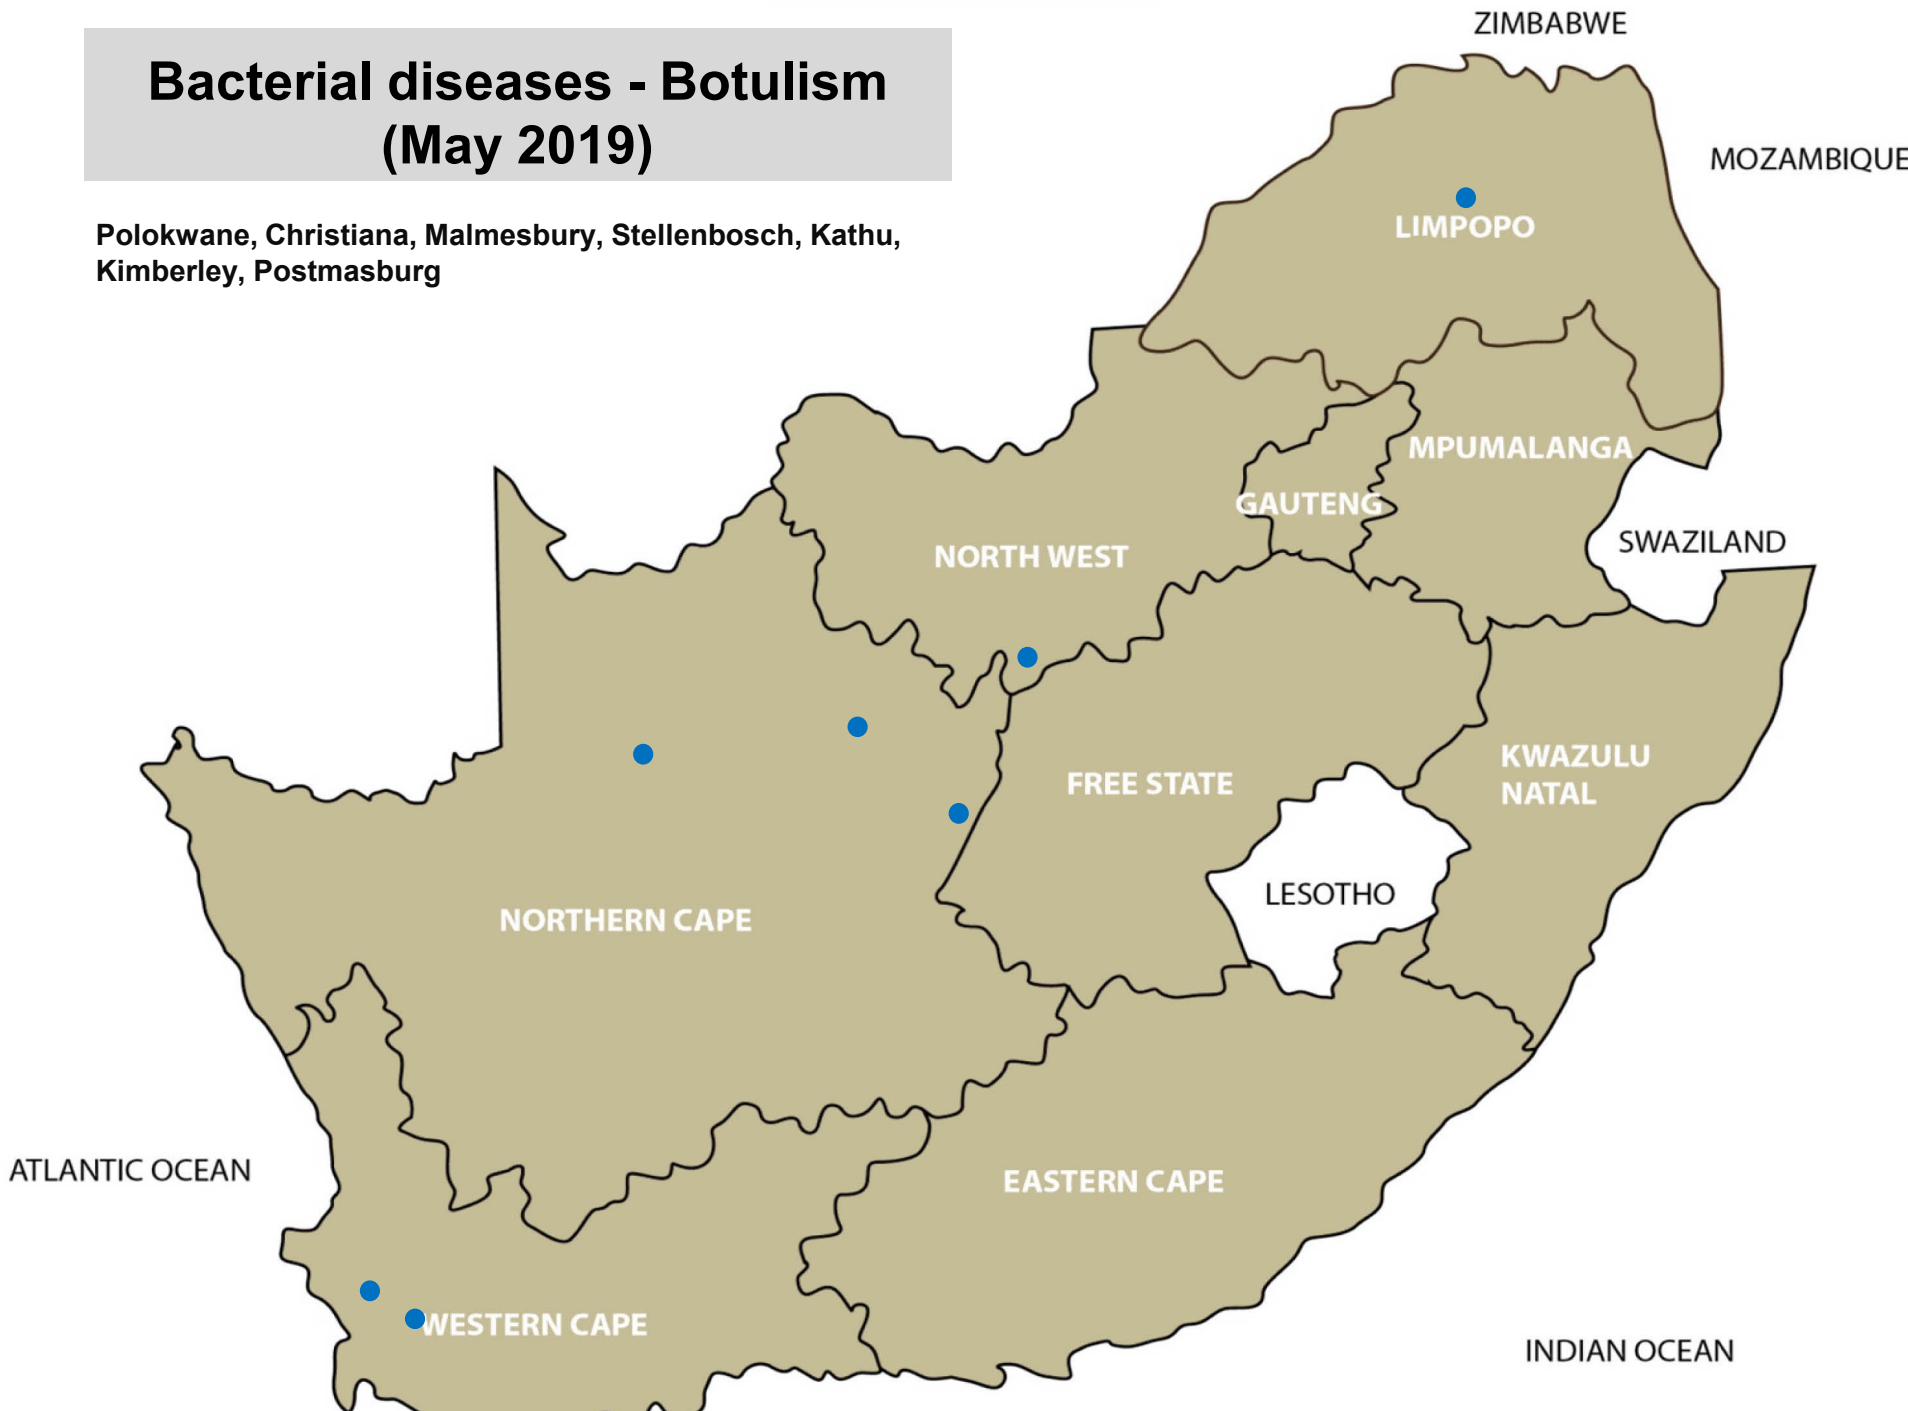 Bacterial diseases - Botulism
(May 2019)
Polokwane, Christiana, Malmesbury, Stellenbosch, Kathu,
Kimberley, Postmasburg
ZIMBABWE
MOZAMBIQUE
LIMPOPO
MPUMALANGA
GAUTENG
SWAZILAND
NORTH WEST
KWAZULU
NATAL
FREE STATE
LESOTHO
NORTHERN CAPE
ATLANTIC OCEAN
EASTERN CAPE
WESTERN CAPE
INDIAN OCEAN